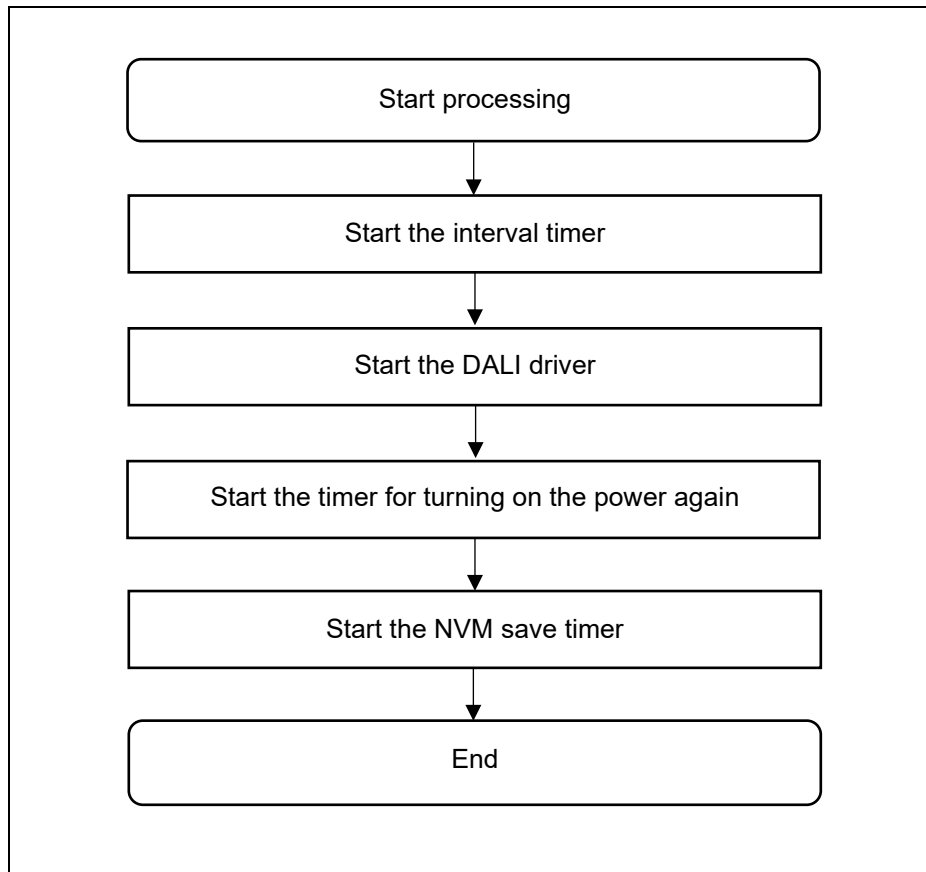 Start processing
Start the interval timer
Start the DALI driver
Start the timer for turning on the power again
Start the NVM save timer
End